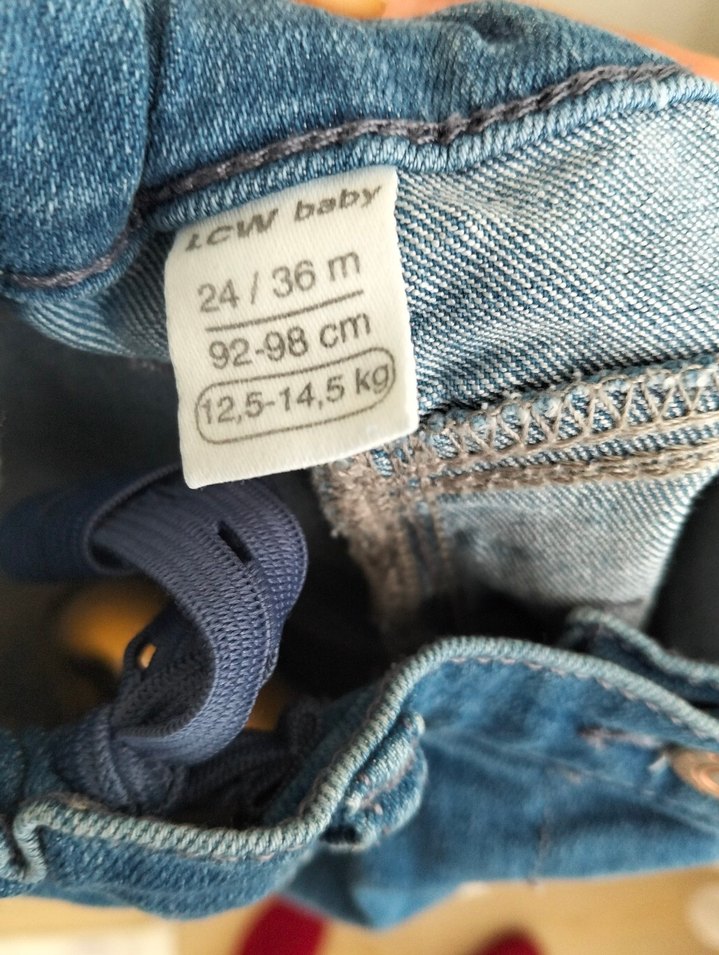 LCW baby
24 / 36 m
92-98 cm
12,5-14,5 kg